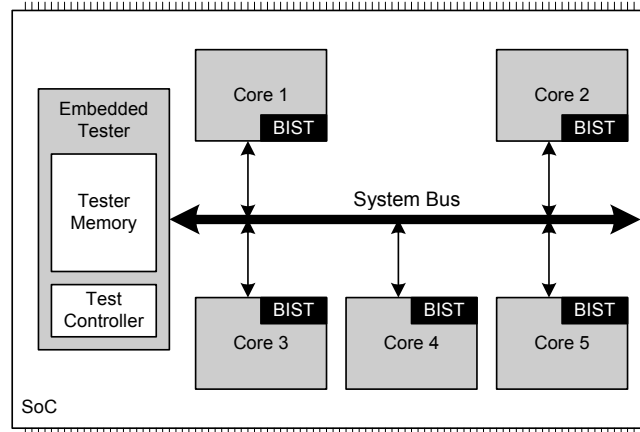 Embedded
Tester
Tester
Memory
Test
Controller
Core 1
BIST
Core 2
BIST
System Bus
BIST
Core 3
BIST
Core 4
BIST
Core 5
SoC